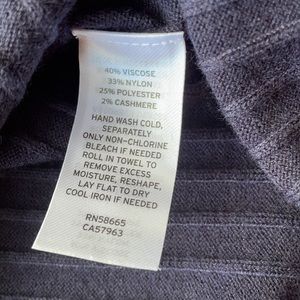 40% VISCOSE
33% NYLON
25% POLYESTER
2% CASHMERE
HAND WASH COLD,
SEPARATELY
ONLY NON-CHLORINE
BLEACH IF NEEDED
ROLL IN TOWEL TO
REMOVE EXCESS
MOISTURE, RESHAPE,
LAY FLAT TO DRY
COOL IRON IF NEEDED
RN58665
CA57963